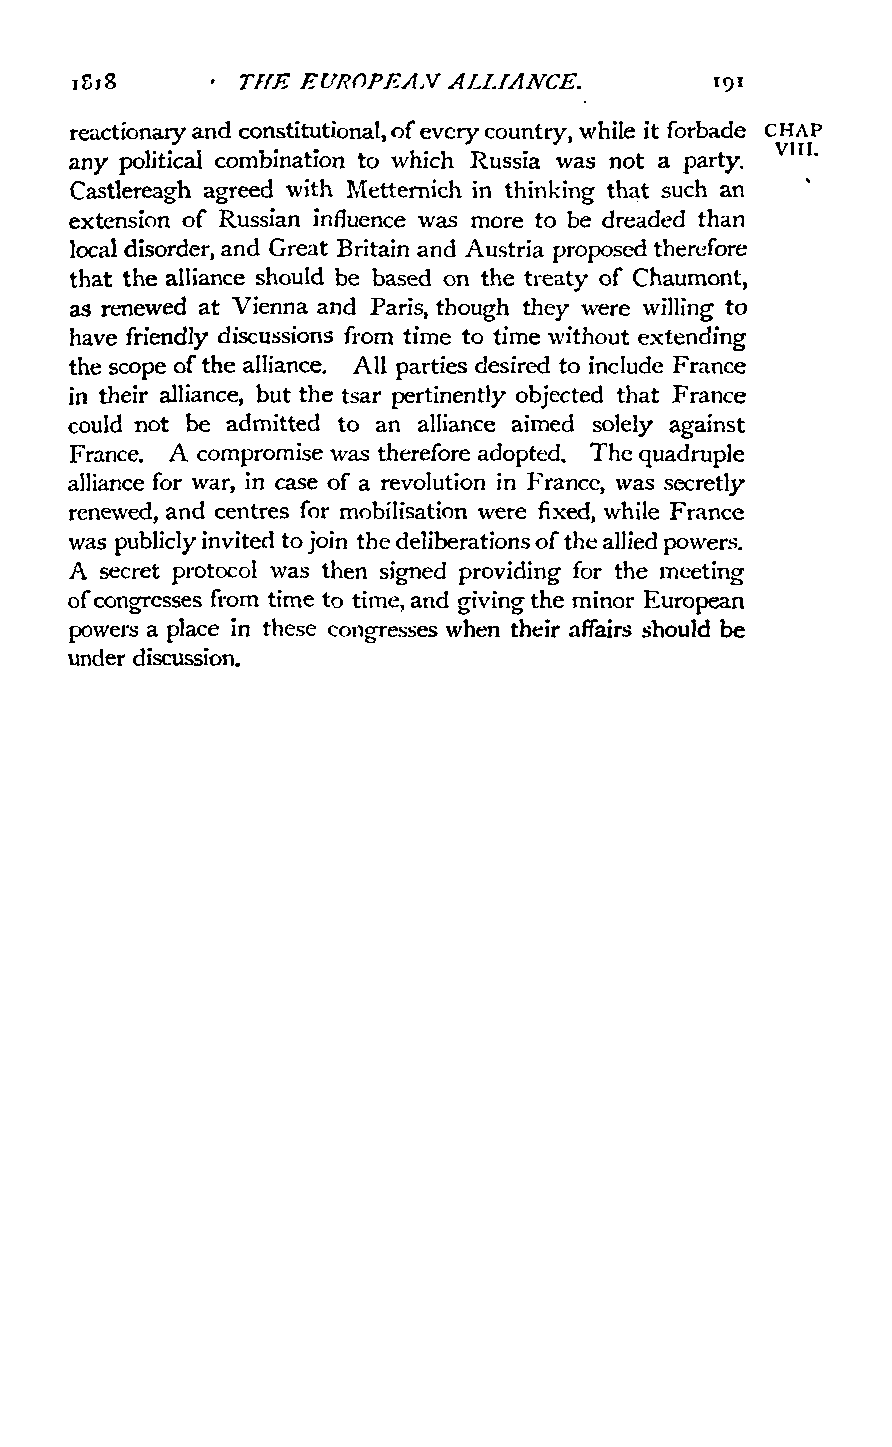 1818 THE EUROPEAN ALLIANCE. 191
reactionary and constitutional, of every country, while it forbade CHAP
any political combination to which Russia was not a party. VIII.
Castlereagh agreed with Metternich in thinking that such an
extension of Russian influence was more to be dreaded than
local disorder, and Great Britain and Austria proposed therefore
that the alliance should be based on the treaty of Chaumont,
as renewed at Vienna and Paris, though they were willing to
have friendly discussions from time to time without extending
the scope of the alliance. All parties desired to include France
in their alliance, but the tsar pertinently objected that France
could not be admitted to an alliance aimed solely against
France. A compromise was therefore adopted. The quadruple
alliance for war, in case of a revolution in France, was secretly
renewed, and centres for mobilisation were fixed, while France
was publicly invited to join the deliberations of the allied powers.
A secret protocol was then signed providing for the meeting
of congresses from time to time, and giving the minor European
powers a place in these congresses when their affairs should be
under discussion.